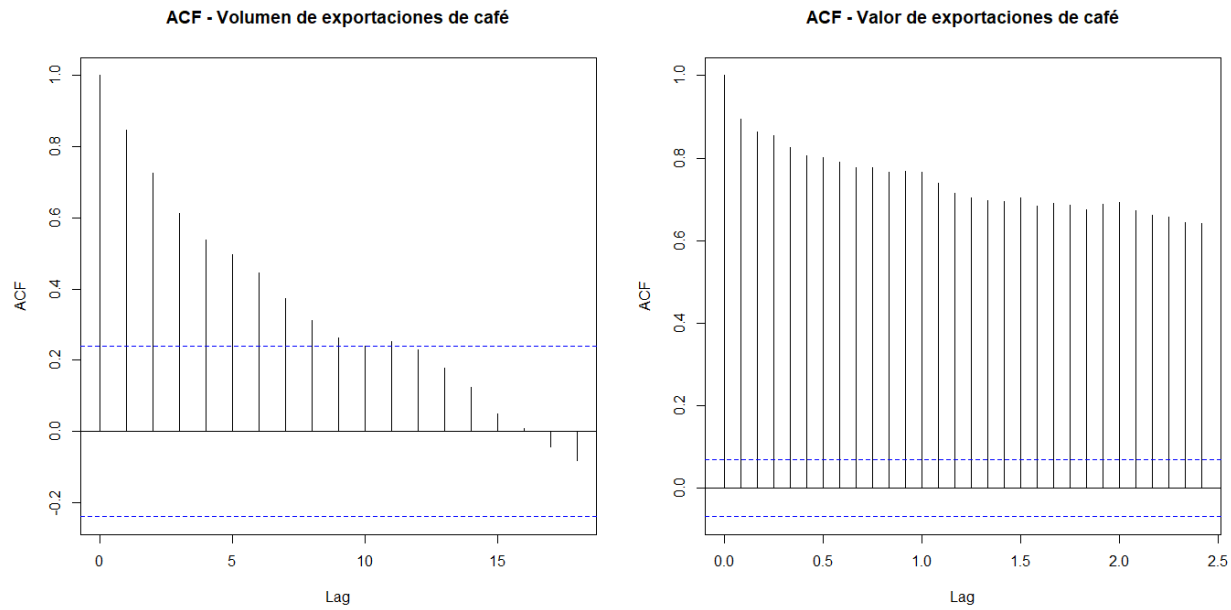 ACF - Volumen de exportaciones de café
ACF
1.0
0.8
0.6
0.4
0.2
0.0
-0.2
0 5 10 15
Lag
ACF - Valor de exportaciones de café
ACF
1.0
0.8
0.6
0.4
0.2
0.0
0.0 0.5 1.0 1.5 2.0 2.5
Lag